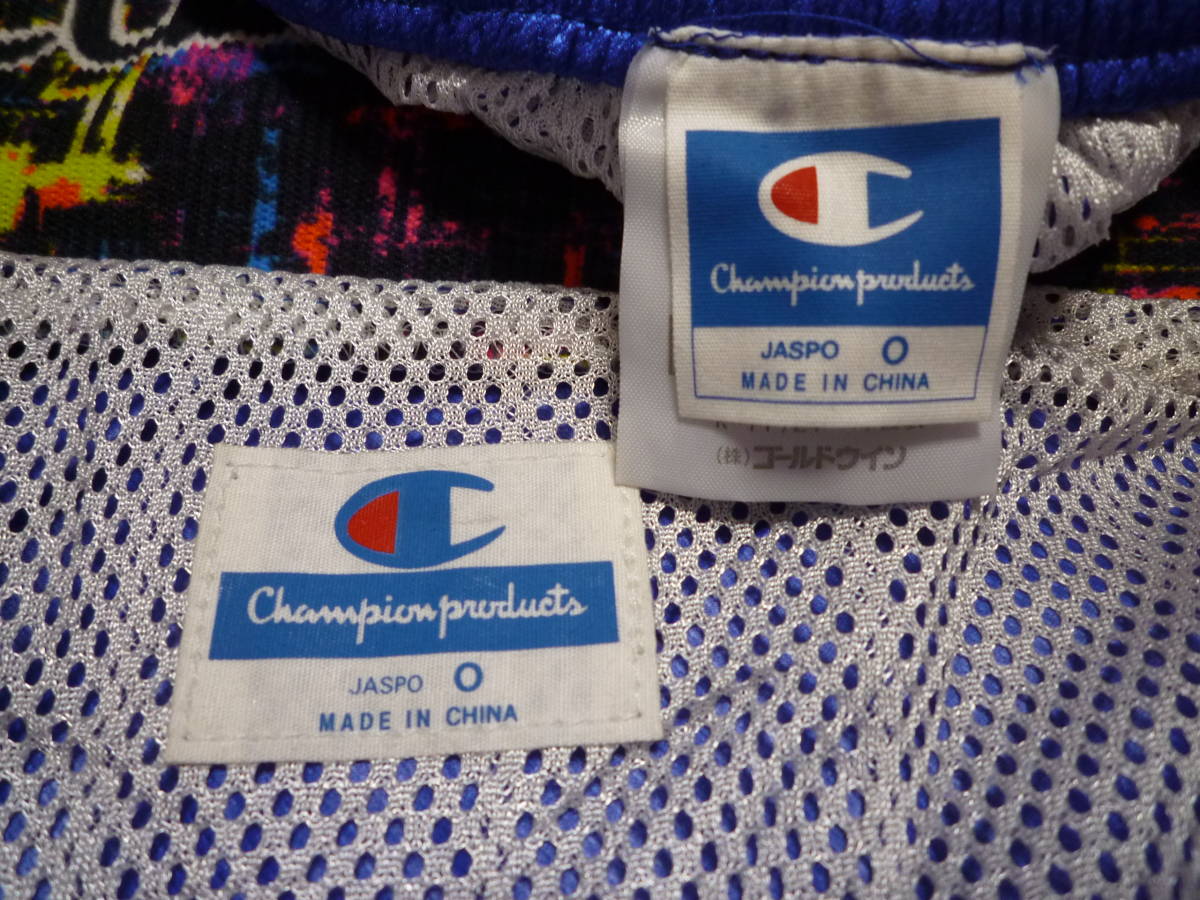 Champion products
JASPO O
MADE IN CHINA
(株)ゴールドウイン
Champion products
JASPO O
MADE IN CHINA